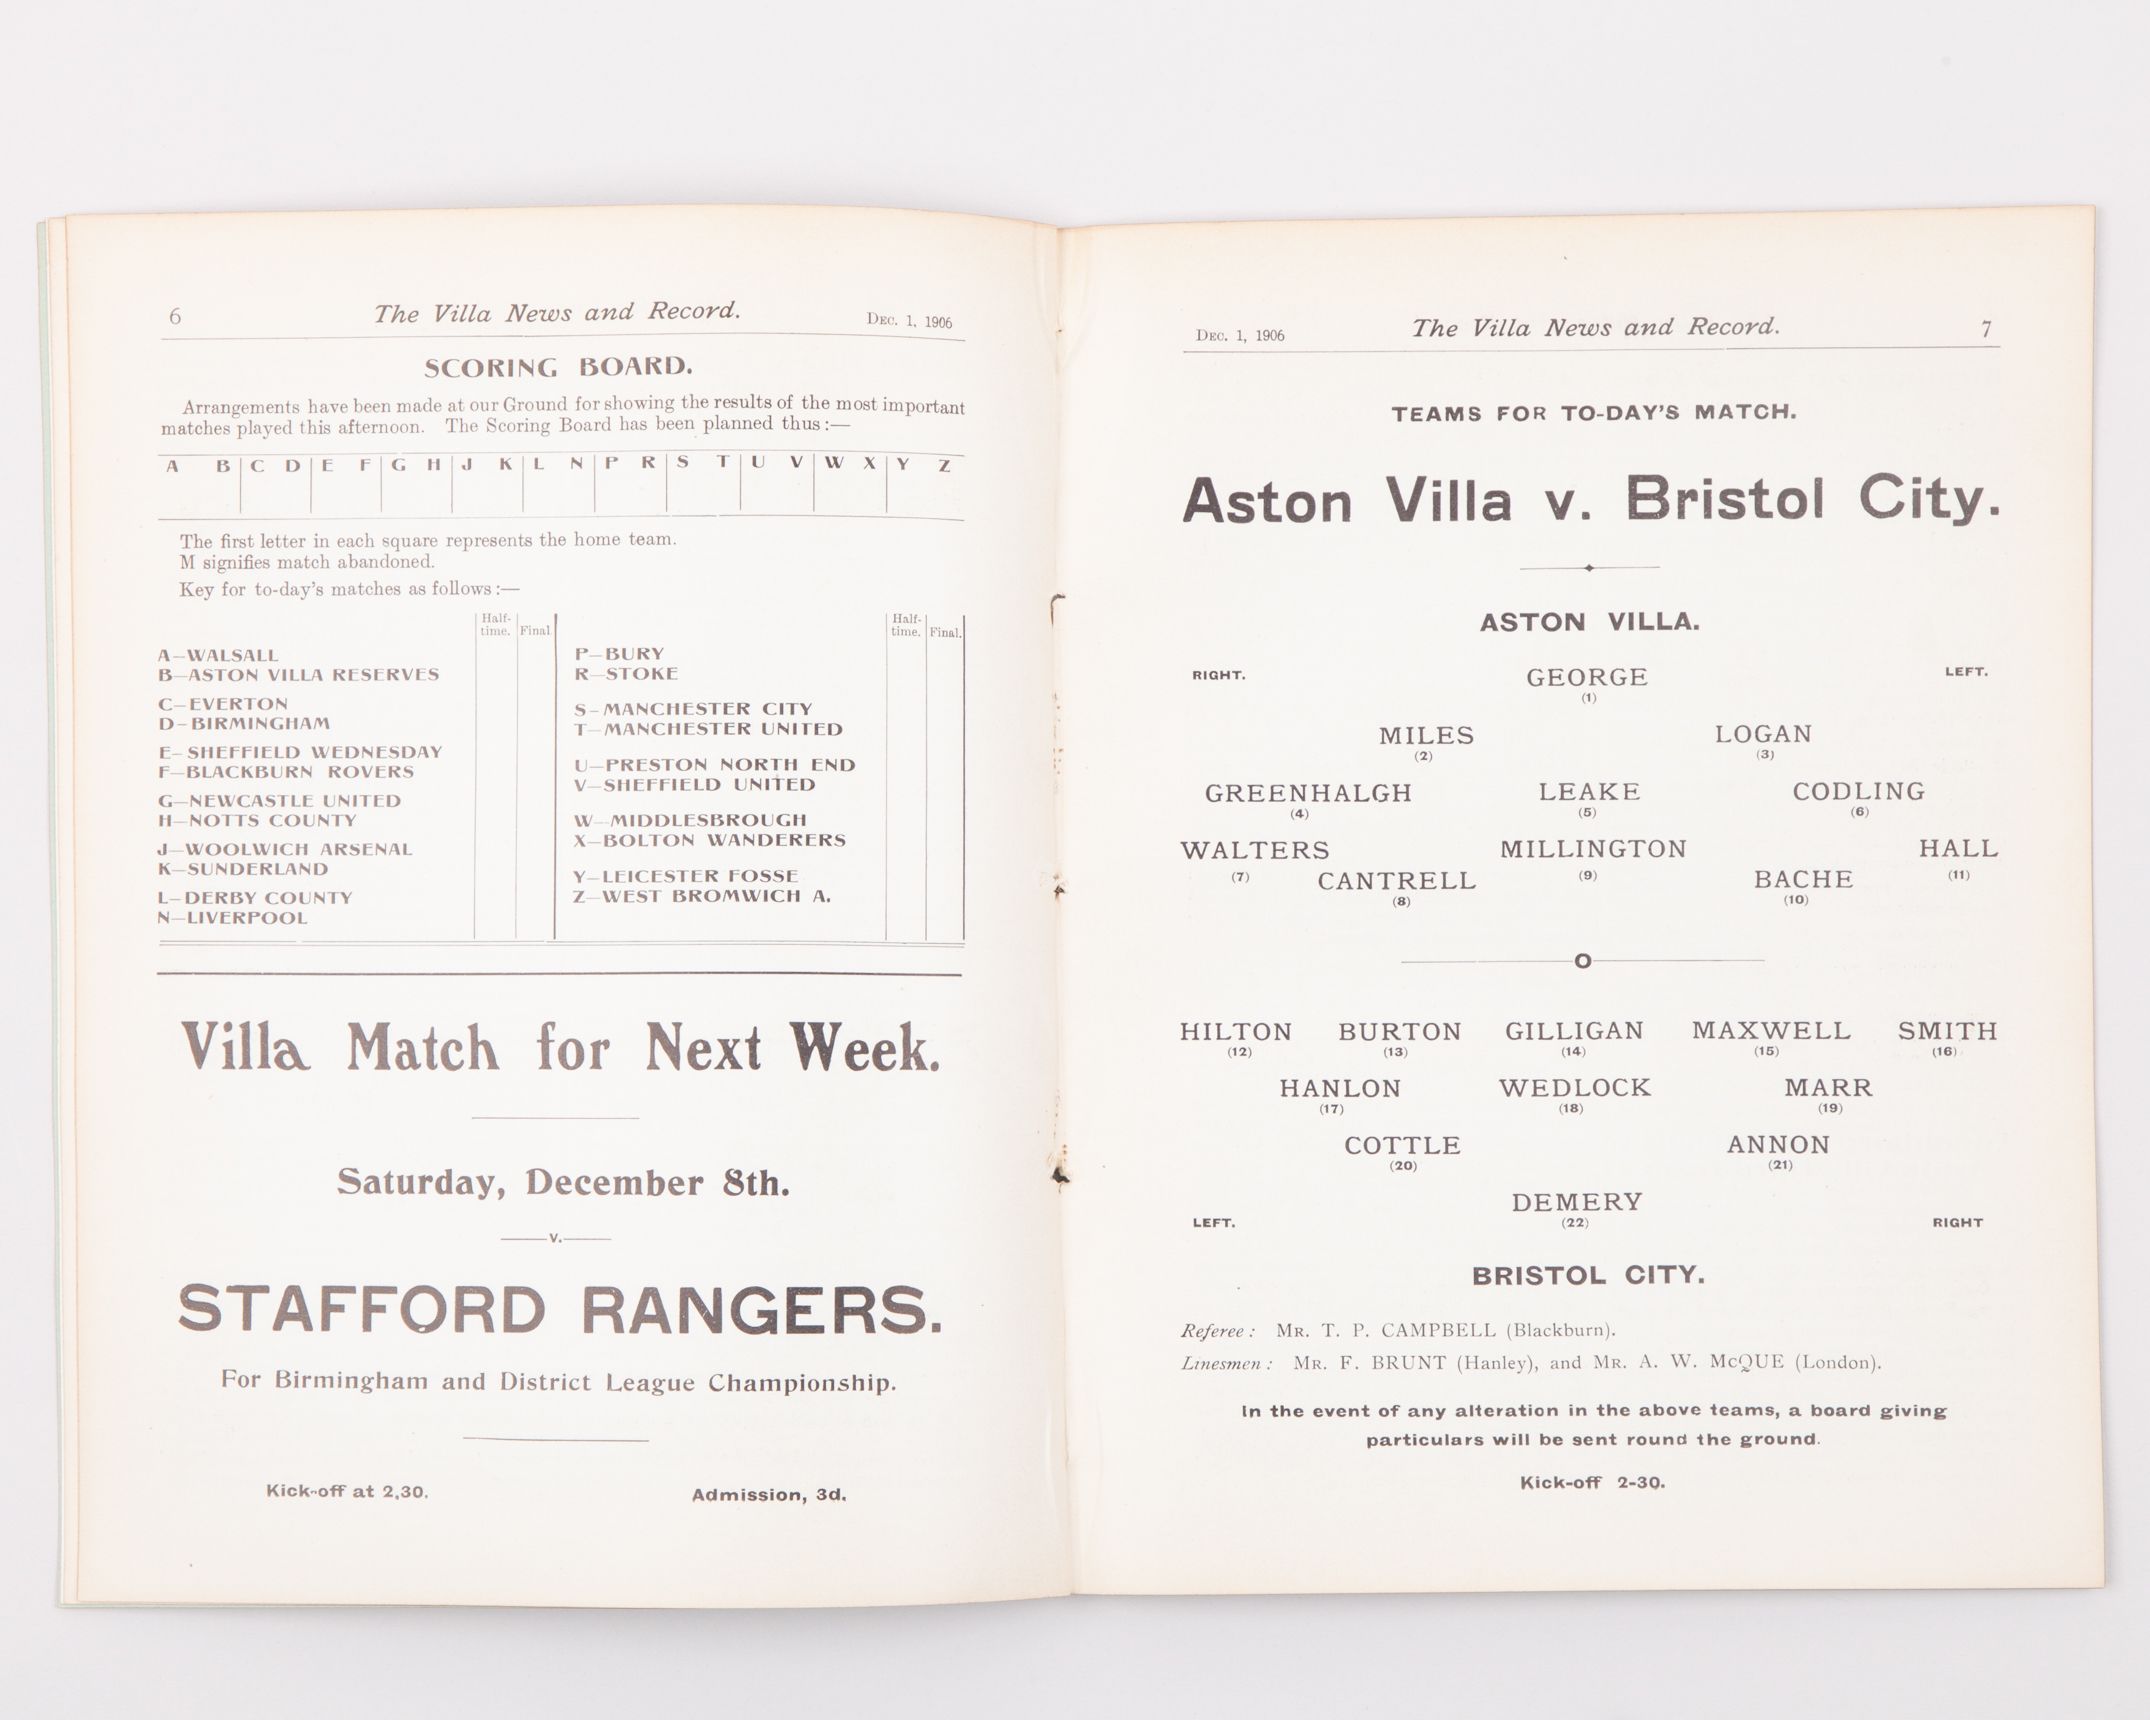 6 The Villa News and Record. DEC. 1, 1906
SCORING BOARD.
Arrangements have been made at our Ground for showing the results of the most important
matches played this afternoon. The Scoring Board has been planned thus:—
A B C D E F G H J K L N P R S T U V W X Y Z
The first letter in each square represents the home team.
M signifies match abandoned.
Key for to-day's matches as follows:—
Half-time. Final.
A—WALSALL
B—ASTON VILLA RESERVES
C—EVERTON
D—BIRMINGHAM
E—SHEFFIELD WEDNESDAY
F—BLACKBURN ROVERS
G—NEWCASTLE UNITED
H—NOTTS COUNTY
J—WOOLWICH ARSENAL
K—SUNDERLAND
L—DERBY COUNTY
N—LIVERPOOL
Half-time. Final.
P—BURY
R—STOKE
S—MANCHESTER CITY
T—MANCHESTER UNITED
U—PRESTON NORTH END
V—SHEFFIELD UNITED
W—MIDDLESBROUGH
X—BOLTON WANDERERS
Y—LEICESTER FOSSE
Z—WEST BROMWICH A.
Villa Match for Next Week.
Saturday, December 8th.
v.
STAFFORD RANGERS.
For Birmingham and District League Championship.
Kick-off at 2,30. Admission, 3d.
DEC. 1, 1906 The Villa News and Record. 7
TEAMS FOR TO-DAY'S MATCH.
Aston Villa v. Bristol City.
ASTON VILLA.
RIGHT. GEORGE LEFT.
(1)
MILES LOGAN
(2) (3)
GREENHALGH LEAKE CODLING
(4) (5) (6)
WALTERS MILLINGTON HALL
(7) (9) (11)
CANTRELL BACHE
(8) (10)
O
HILTON BURTON GILLIGAN MAXWELL SMITH
(12) (13) (14) (15) (16)
HANLON WEDLOCK MARR
(17) (18) (19)
COTTLE ANNON
(20) (21)
DEMERY
LEFT. (22) RIGHT
BRISTOL CITY.
Referee: MR. T. P. CAMPBELL (Blackburn).
Linesmen: MR. F. BRUNT (Hanley), and MR. A. W. McQUE (London).
In the event of any alteration in the above teams, a board giving
particulars will be sent round the ground.
Kick-off 2-30.